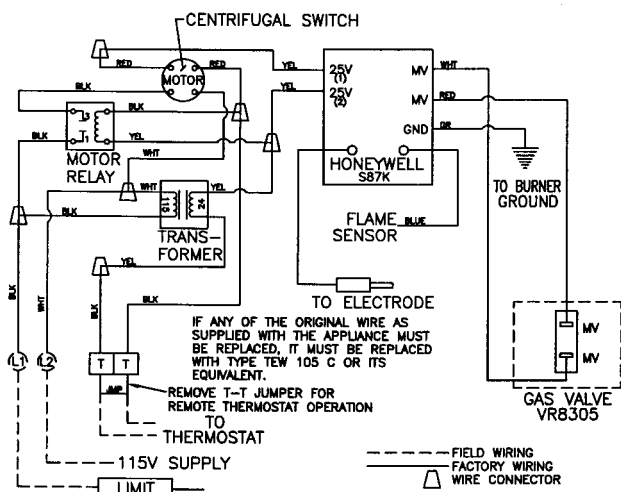 CENTRIFUGAL SWITCH
RED
RED
MOTOR
YEL
YEL
25V
(1)
25V
(2)
MV
WHT
MV
RED
GND
GR
HONEYWELL
S87K
TO BURNER
GROUND
BLK
BLK
BLK
3
1
YEL
WHT
MOTOR
RELAY
WHT
YEL
115
24
BLK
TRANS-
FORMER
YEL
BLK
FLAME
SENSOR
BLUE
TO ELECTRODE
BLK
WHT
IF ANY OF THE ORIGINAL WIRE AS
SUPPLIED WITH THE APPLIANCE MUST
BE REPLACED, IT MUST BE REPLACED
WITH TYPE TEW 105 C OR ITS
EQUIVALENT.
L1
L2
T
T
JMP
REMOVE T-T JUMPER FOR
REMOTE THERMOSTAT OPERATION
TO
THERMOSTAT
115V SUPPLY
LIMIT
MV
MV
GAS VALVE
VR8305
FIELD WIRING
FACTORY WIRING
WIRE CONNECTOR